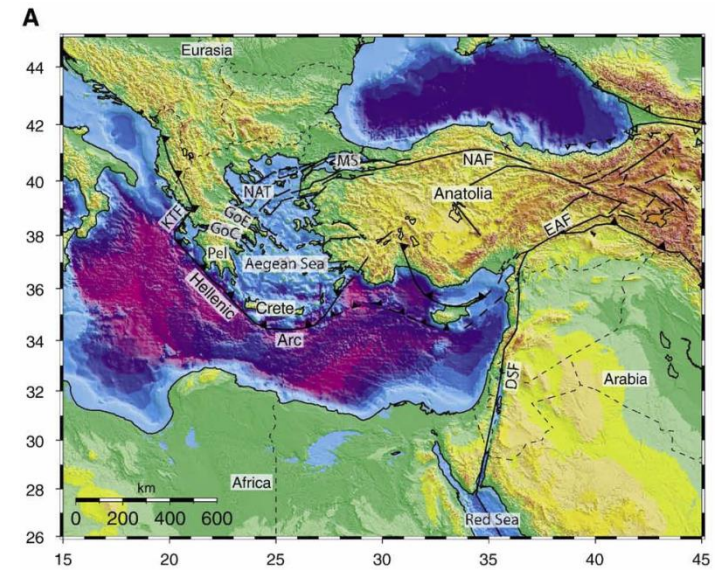 A
Eurasia
44
42
MS
NAF
40
NAT
Anatolia
KTF
GoE
GoC
EAF
38
Pel
Aegean Sea
36
Hellenic
Crete
34
Arc
DSF
Arabia
32
30
Africa
km
28
0 200 400 600
Red Sea
26
15 20 25 30 35 40 45